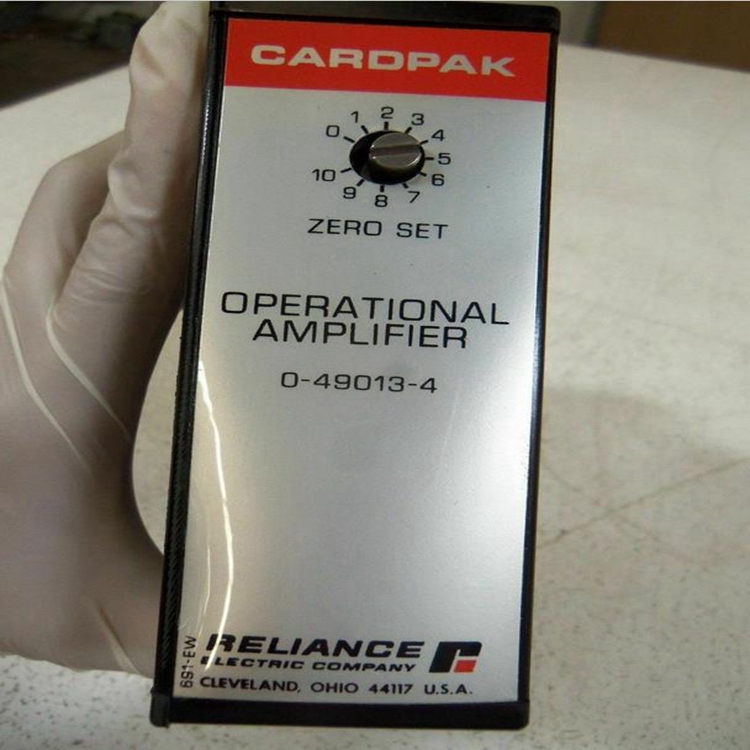 CARDPAK
0 1 2 3 4 5 6 7 8 9 10
ZERO SET
OPERATIONAL
AMPLIFIER
0-49013-4
RELIANCE
ELECTRIC COMPANY
CLEVELAND, OHIO 44117 U.S.A.
691-EW